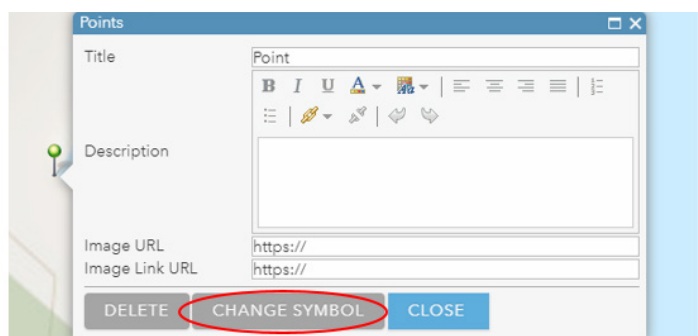 Points
Title Point
B I U A
Description
Image URL https://
Image Link URL https://
DELETE CHANGE SYMBOL CLOSE